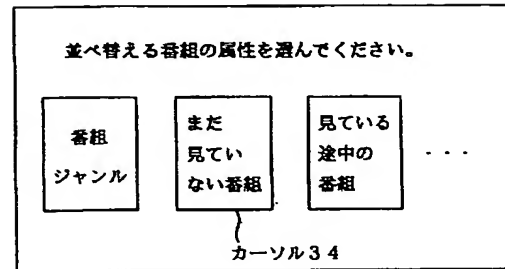 並べ替える番組の属性を選んでください。
番組
ジャンル
まだ
見てい
ない番組
見ている
途中の
番組
・・・
カーソル34